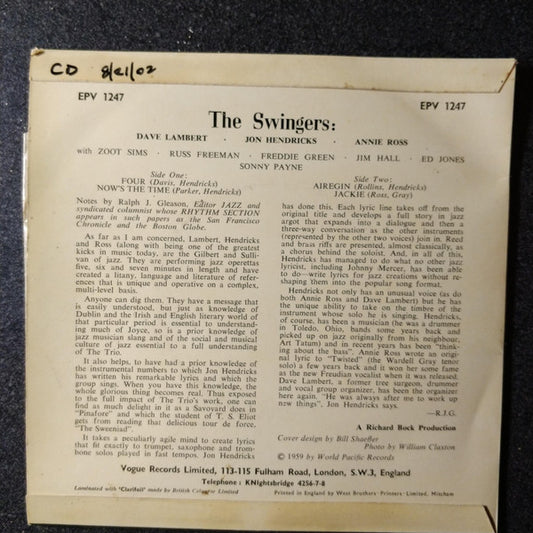 CD 8/21/02
EPV 1247 EPV 1247
The Swingers:
DAVE LAMBERT · JON HENDRICKS · ANNIE ROSS
with ZOOT SIMS · RUSS FREEMAN · FREDDIE GREEN · JIM HALL · ED JONES
SONNY PAYNE
Side One:
FOUR (Davis, Hendricks)
NOW'S THE TIME (Parker, Hendricks)
Notes by Ralph J. Gleason, Editor JAZZ and
syndicated columnist whose RHYTHM SECTION
appears in such papers as the San Francisco
Chronicle and the Boston Globe.
As far as I am concerned, Lambert, Hendricks
and Ross (along with being one of the greatest
kicks in music today, are the Gilbert and Sulli-
van of jazz. They are performing jazz operettas
five, six and seven minutes in length and have
created a litany, language and literature of refer-
ences that is unique and operative on a complex,
multi-level basis.
Anyone can dig them. They have a message that
is easily understood, but just as knowledge of
Dublin and the Irish and English literary world of
that particular period is essential to understand-
ing much of Joyce, so is a prior knowledge of
jazz musician slang and of the social and musical
culture of jazz essential to a full understanding
of The Trio.
It also helps, to have had a prior knowledge of
the instrumental numbers to which Jon Hendricks
has written his remarkable lyrics and which the
group sings. When you have this knowledge, the
whole glorious thing becomes real. Thus exposed
to the full impact of The Trio's work, one can
find as much delight in it as a Savoyard does in
"Pinafore" and which the student of T. S. Eliot
gets from reading that delicious tour de force,
"The Sweeniad".
It takes a peculiarly agile mind to create lyrics
that fit exactly to trumpet, saxophone and trom-
bone solos played in fast tempos. Jon Hendricks
Side Two:
AIREGIN (Rollins, Hendricks)
JACKIE (Ross, Gray)
has done this. Each lyric line takes off from the
original title and develops a full story in jazz
argot that expands into a dialogue and then a
three-way conversation as the other instruments
(represented by the other two voices) join in. Reed
and brass riffs are presented, almost classically, as
a chorus behind the soloist. And, in all of this,
Hendricks has managed to do what no other jazz
lyricist, including Johnny Mercer, has been able
to do—write lyrics for jazz creations without re-
shaping them into the popular song format.
Hendricks not only has an unusual voice (as do
both Annie Ross and Dave Lambert) but he has
the unique ability to take on the timbre of the
instrument whose solo he is singing. Hendricks,
of course, has been a musician (he was a drummer
in Toledo, Ohio, bands some years back and
picked up on jazz originally from his neighbour,
Art Tatum) and in recent years has been "think-
ing about the bass". Annie Ross wrote an origi-
nal lyric to "Twisted" (the Wardell Gray tenor
solo) a few years back and it won her some fame
as the new Freudian vocalist when it was released.
Dave Lambert, a former tree surgeon, drummer
and vocal group organizer, has been the organizer
here again. "He was always after me to work up
new things", Jon Hendricks says.
—R.J.G.
A Richard Bock Production
Cover design by Bill Shaeffer
Photo by William Claxton
© 1959 by World Pacific Records
Vogue Records Limited, 113-115 Fulham Road, London, S.W.3, England
Telephone: KNIghtsbridge 4256-7-8
Laminated with 'Clarifoil' made by British Celanese Limited Printed in England by West Brothers · Printers · Limited, Mitcham